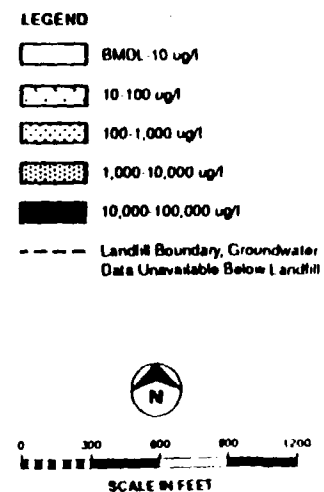 LEGEND
BMDL-10 ug/l
10-100 ug/l
100-1,000 ug/l
1,000-10,000 ug/l
10,000-100,000 ug/l
Landfill Boundary, Groundwater
Data Unavailable Below Landfill
N
0 300 600 900 1200
SCALE IN FEET